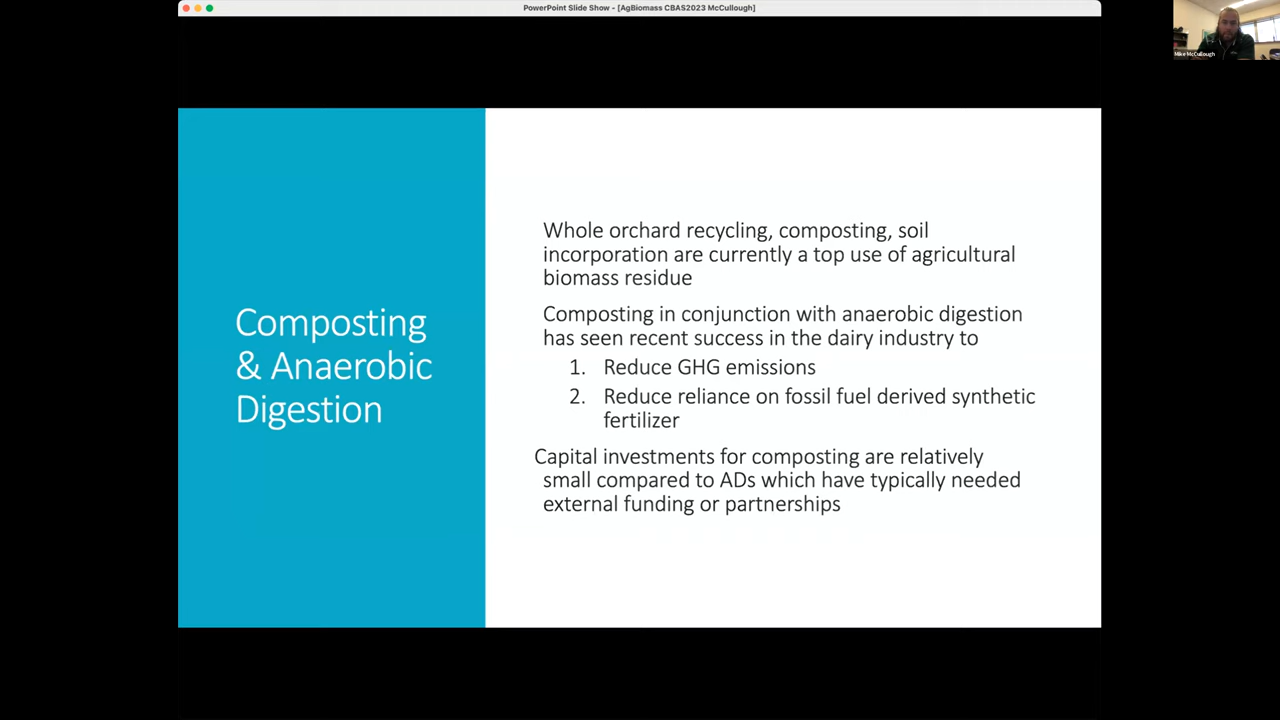 PowerPoint Slide Show - [AgBiomass CBAS2023 McCullough]
Mike McCullough
Composting
& Anaerobic
Digestion
Whole orchard recycling, composting, soil
incorporation are currently a top use of agricultural
biomass residue
Composting in conjunction with anaerobic digestion
has seen recent success in the dairy industry to
1. Reduce GHG emissions
2. Reduce reliance on fossil fuel derived synthetic
fertilizer
Capital investments for composting are relatively
small compared to ADs which have typically needed
external funding or partnerships